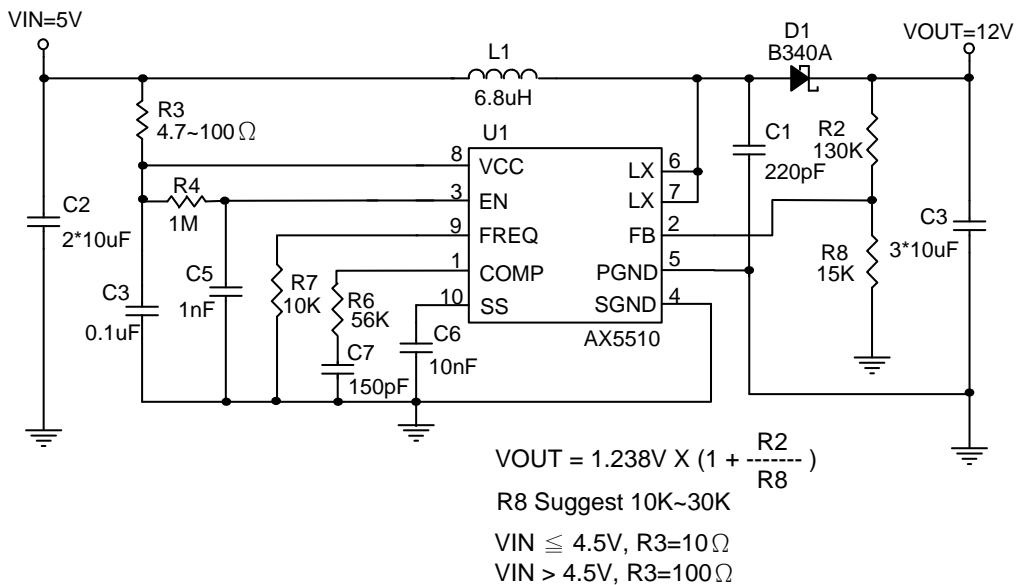 VIN=5V
D1
B340A
VOUT=12V
L1
6.8uH
R3
4.7~100Ω
U1
C1
220pF
R2
130K
8
VCC
LX
6
R4
1M
3
EN
LX
7
C2
2*10uF
9
FREQ
FB
2
C3
3*10uF
C5
1nF
R7
10K
1
COMP
PGND
5
R8
15K
C3
0.1uF
R6
56K
10
SS
SGND
4
C6
10nF
AX5510
C7
150pF
VOUT = 1.238V X (1 + R2 ------- R8 )
R8 Suggest 10K~30K
VIN ≦ 4.5V, R3=10Ω
VIN > 4.5V, R3=100Ω